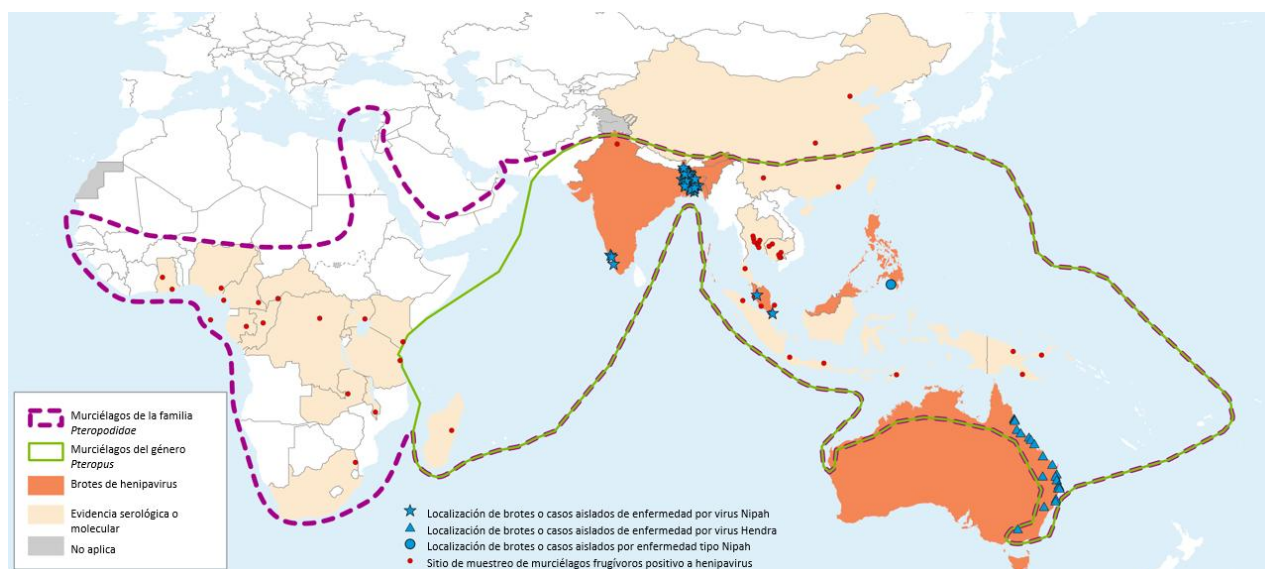 Murciélagos de la familia
Pteropodidae
Murciélagos del género
Pteropus
Brotes de henipavirus
Evidencia serológica o
molecular
No aplica
Localización de brotes o casos aislados de enfermedad por virus Nipah
Localización de brotes o casos aislados de enfermedad por virus Hendra
Localización de brotes o casos aislados por enfermedad tipo Nipah
Sitio de muestreo de murciélagos frugívoros positivo a henipavirus